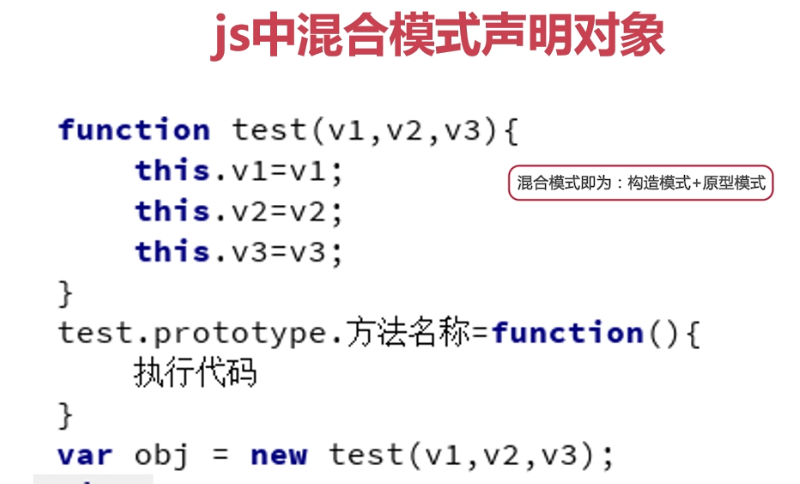 js中混合模式声明对象
function test(v1,v2,v3){
this.v1=v1;
混合模式即为：构造模式+原型模式
this.v2=v2;
this.v3=v3;
}
test.prototype.方法名称=function(){
执行代码
}
var obj = new test(v1,v2,v3);